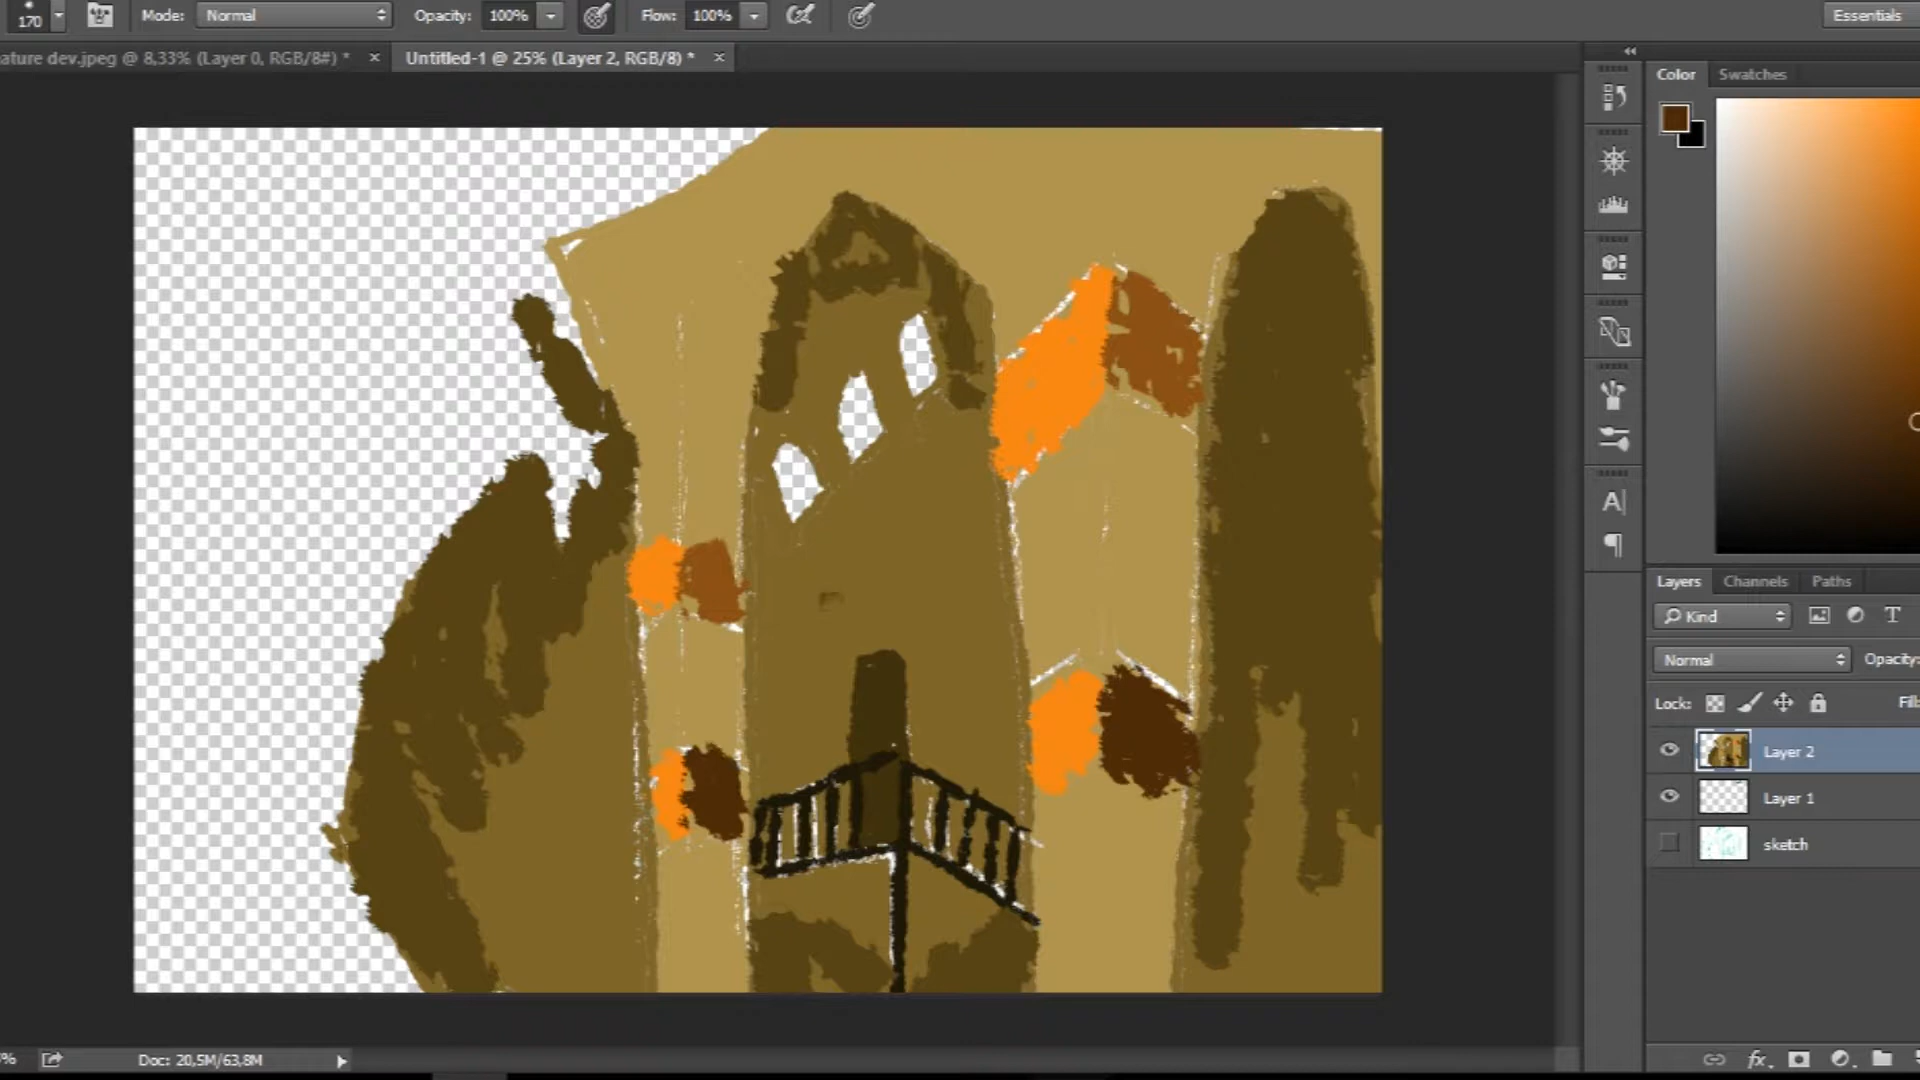 170 Mode: Normal Opacity: 100% Flow: 100% Essentials
ature dev.jpeg @ 8,33% (Layer 0, RGB/8#) * × Untitled-1 @ 25% (Layer 2, RGB/8) * ×
Color Swatches
A|
¶
Layers Channels Paths
Kind T
Normal Opacity:
Lock: Fill
Layer 2
Layer 1
sketch
% Doc: 20,5M/63,8M
fx